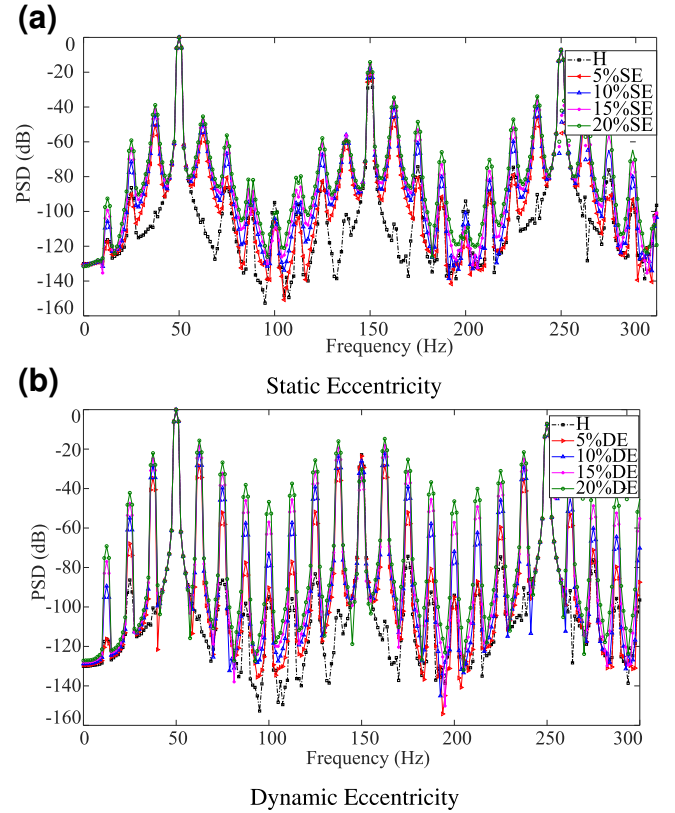 (a)
0
-20
-40
-60
-80
-100
-120
-140
-160
PSD (dB)
H
5%SE
10%SE
15%SE
20%SE
0 50 100 150 200 250 300
Frequency (Hz)
Static Eccentricity
(b)
0
-20
-40
-60
-80
-100
-120
-140
-160
PSD (dB)
H
5%DE
10%DE
15%DE
20%DE
0 50 100 150 200 250 300
Frequency (Hz)
Dynamic Eccentricity